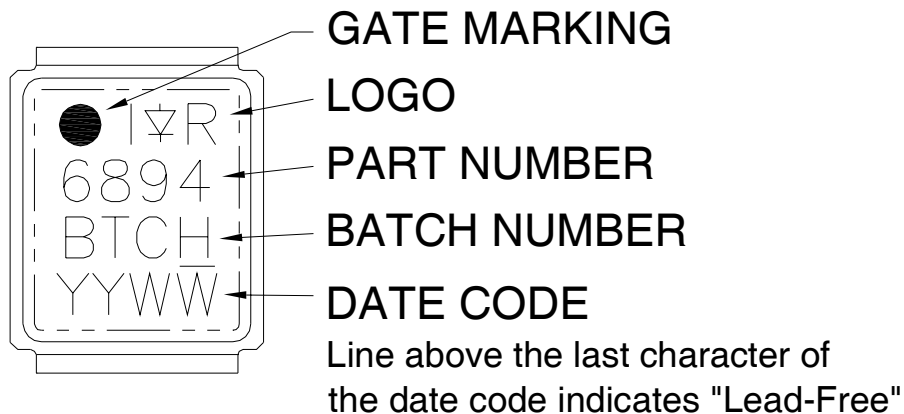 GATE MARKING
I R LOGO
6894 PART NUMBER
BTCH BATCH NUMBER
YYWW̅ DATE CODE
Line above the last character of
the date code indicates "Lead-Free"